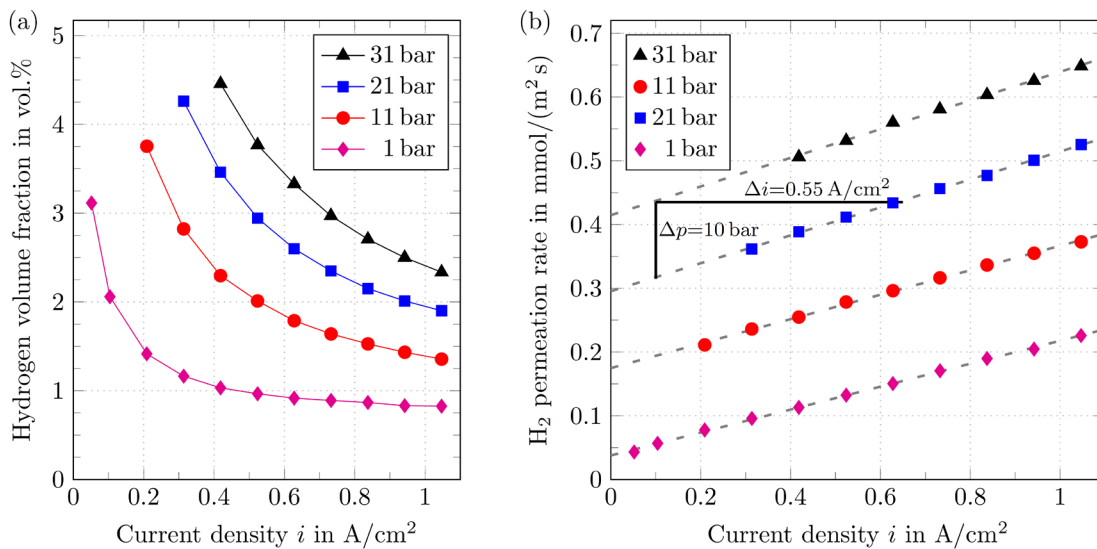 (a)
Hydrogen volume fraction in vol.%
5
4
3
2
1
0
0
0.2
0.4
0.6
0.8
1
Current density i in A/cm²
31 bar
21 bar
11 bar
1 bar
(b)
H₂ permeation rate in mmol/(m² s)
0.7
0.6
0.5
0.4
0.3
0.2
0.1
0
0
0.2
0.4
0.6
0.8
1
Current density i in A/cm²
31 bar
11 bar
21 bar
1 bar
Δi=0.55 A/cm²
Δp=10 bar